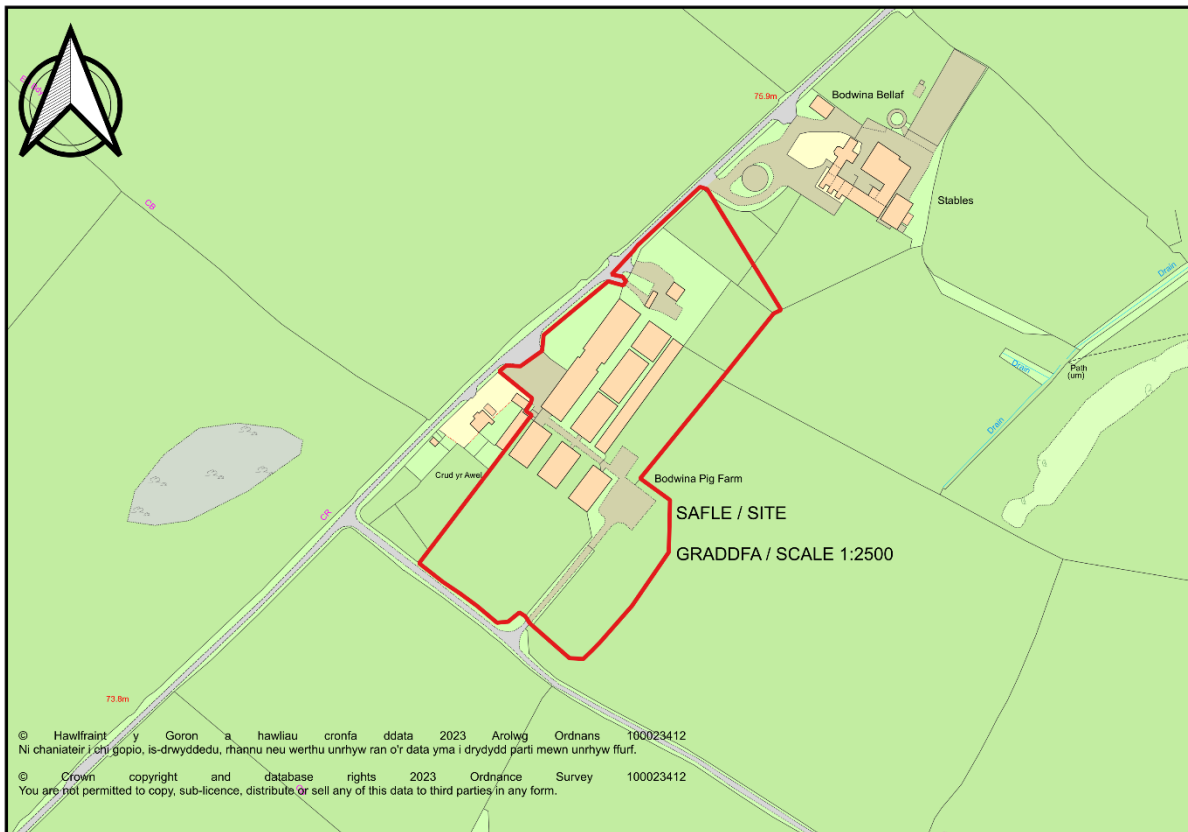 75.9m
Bodwina Bellaf
CB
Stables
Drain
Drain
Path
(um)
Drain
Crud yr Awel
Bodwina Pig Farm
CR
SAFLE / SITE
GRADDFA / SCALE 1:2500
73.8m
© Hawlfraint y Goron a hawliau cronfa ddata 2023 Arolwg Ordnans 100023412
Ni chaniateir i chi gopio, is-drwyddedu, rhannu neu werthu unrhyw ran o'r data yma i drydydd parti mewn unrhyw ffurf.
© Crown copyright and database rights 2023 Ordnance Survey 100023412
You are not permitted to copy, sub-licence, distribute or sell any of this data to third parties in any form.